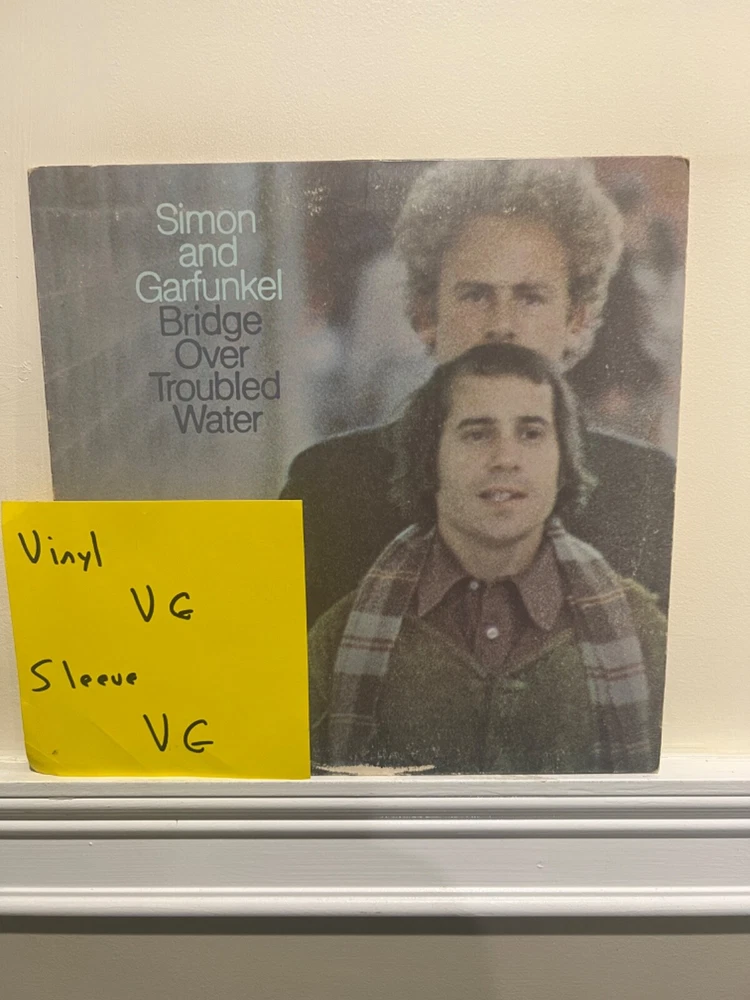 Simon
and
Garfunkel
Bridge
Over
Troubled
Water
Vinyl
VG
Sleeve
VG